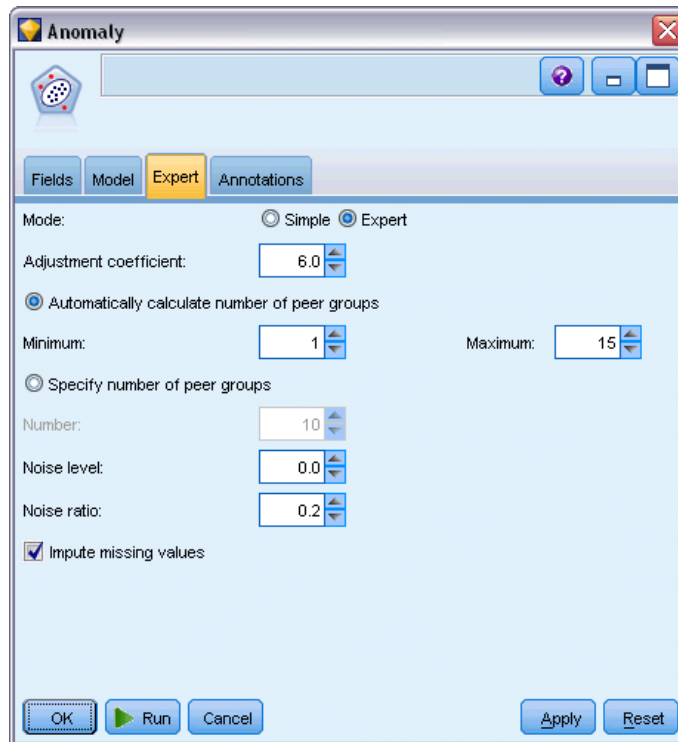 Anomaly
Fields Model Expert Annotations
Mode: Simple Expert
Adjustment coefficient: 6.0
Automatically calculate number of peer groups
Minimum: 1 Maximum: 15
Specify number of peer groups
Number: 10
Noise level: 0.0
Noise ratio: 0.2
Impute missing values
OK Run Cancel Apply Reset